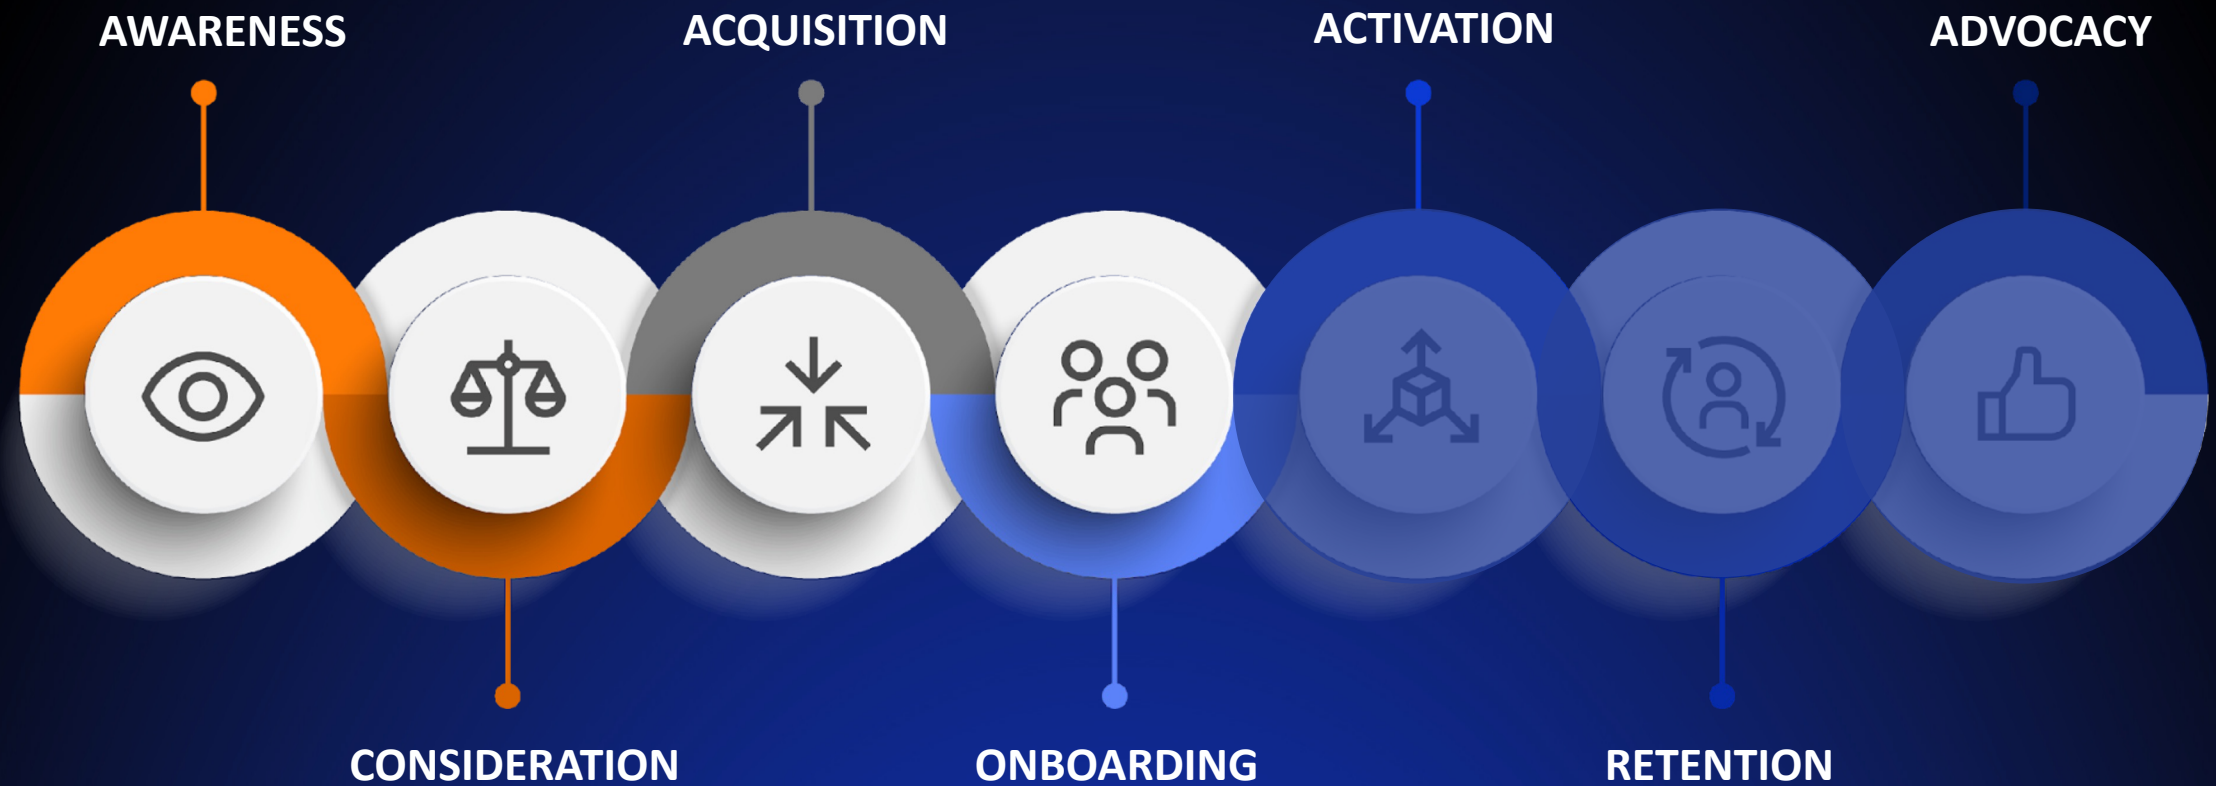 AWARENESS
ACQUISITION
ACTIVATION
ADVOCACY
CONSIDERATION
ONBOARDING
RETENTION